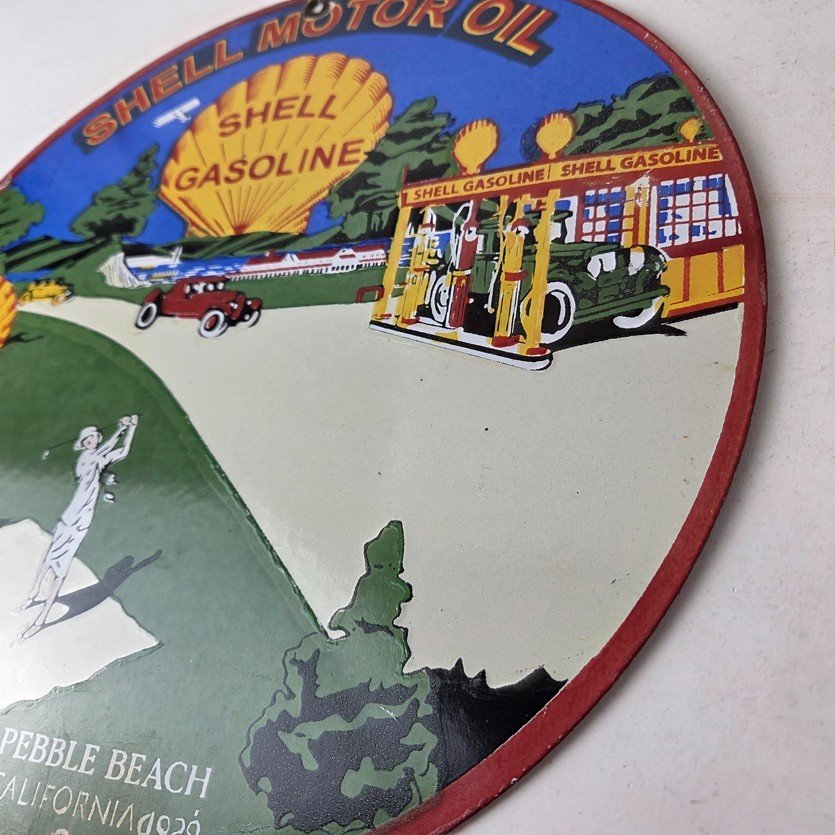 SHELL MOTOR OIL
SHELL
GASOLINE
SHELL GASOLINE SHELL GASOLINE
PEBBLE BEACH
CALIFORNIA